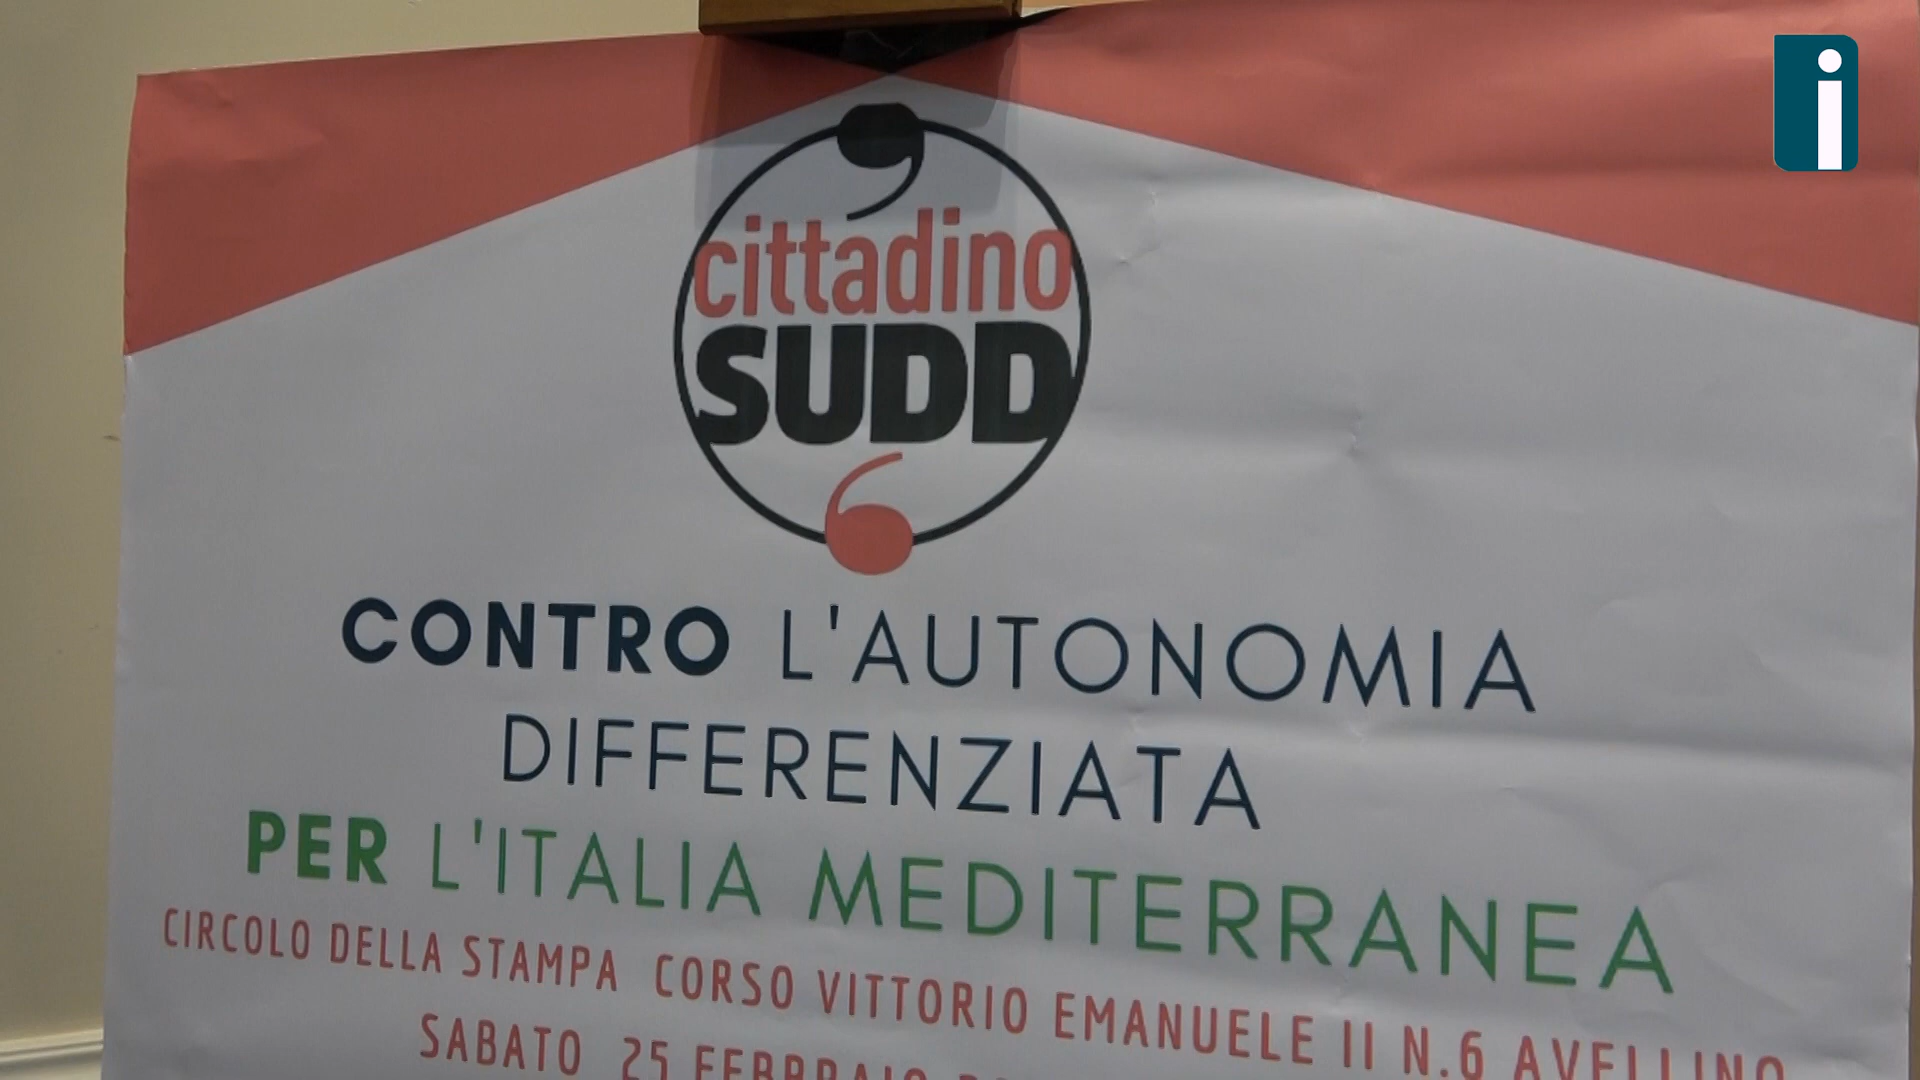 cittadino
SUDD
CONTRO L'AUTONOMIA
DIFFERENZIATA
PER L'ITALIA MEDITERRANEA
CIRCOLO DELLA STAMPA CORSO VITTORIO EMANUELE II N.6 AVELLINO
SABATO 25 FEBBRAIO
i